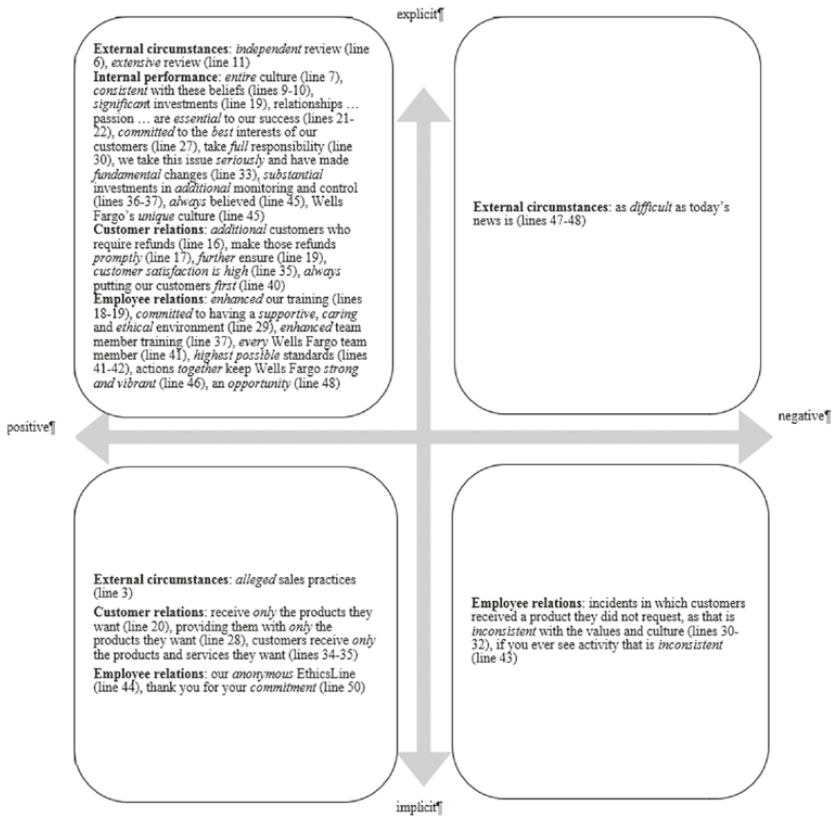 explicit¶
External circumstances: independent review (line
6), extensive review (line 11)
Internal performance: entire culture (line 7),
consistent with these beliefs (lines 9-10),
significant investments (line 19), relationships …
passion … are essential to our success (lines 21-
22), committed to the best interests of our
customers (line 27), take full responsibility (line
30), we take this issue seriously and have made
fundamental changes (line 33), substantial
investments in additional monitoring and control
(lines 36-37), always believed (line 45), Wells
Fargo’s unique culture (line 45)
Customer relations: additional customers who
require refunds (line 16), make those refunds
promptly (line 17), further ensure (line 19),
customer satisfaction is high (line 35), always
putting our customers first (line 40)
Employee relations: enhanced our training (lines
18-19), committed to having a supportive, caring
and ethical environment (line 29), enhanced team
member training (line 37), every Wells Fargo team
member (line 41), highest possible standards (lines
41-42), actions together keep Wells Fargo strong
and vibrant (line 46), an opportunity (line 48)
External circumstances: as difficult as today’s
news is (lines 47-48)
positive¶
negative¶
External circumstances: alleged sales practices
(line 3)
Customer relations: receive only the products they
want (line 20), providing them with only the
products they want (line 28), customers receive only
the products and services they want (lines 34-35)
Employee relations: our anonymous EthicsLine
(line 44), thank you for your commitment (line 50)
Employee relations: incidents in which customers
received a product they did not request, as that is
inconsistent with the values and culture (lines 30-
32), if you ever see activity that is inconsistent
(line 43)
implicit¶